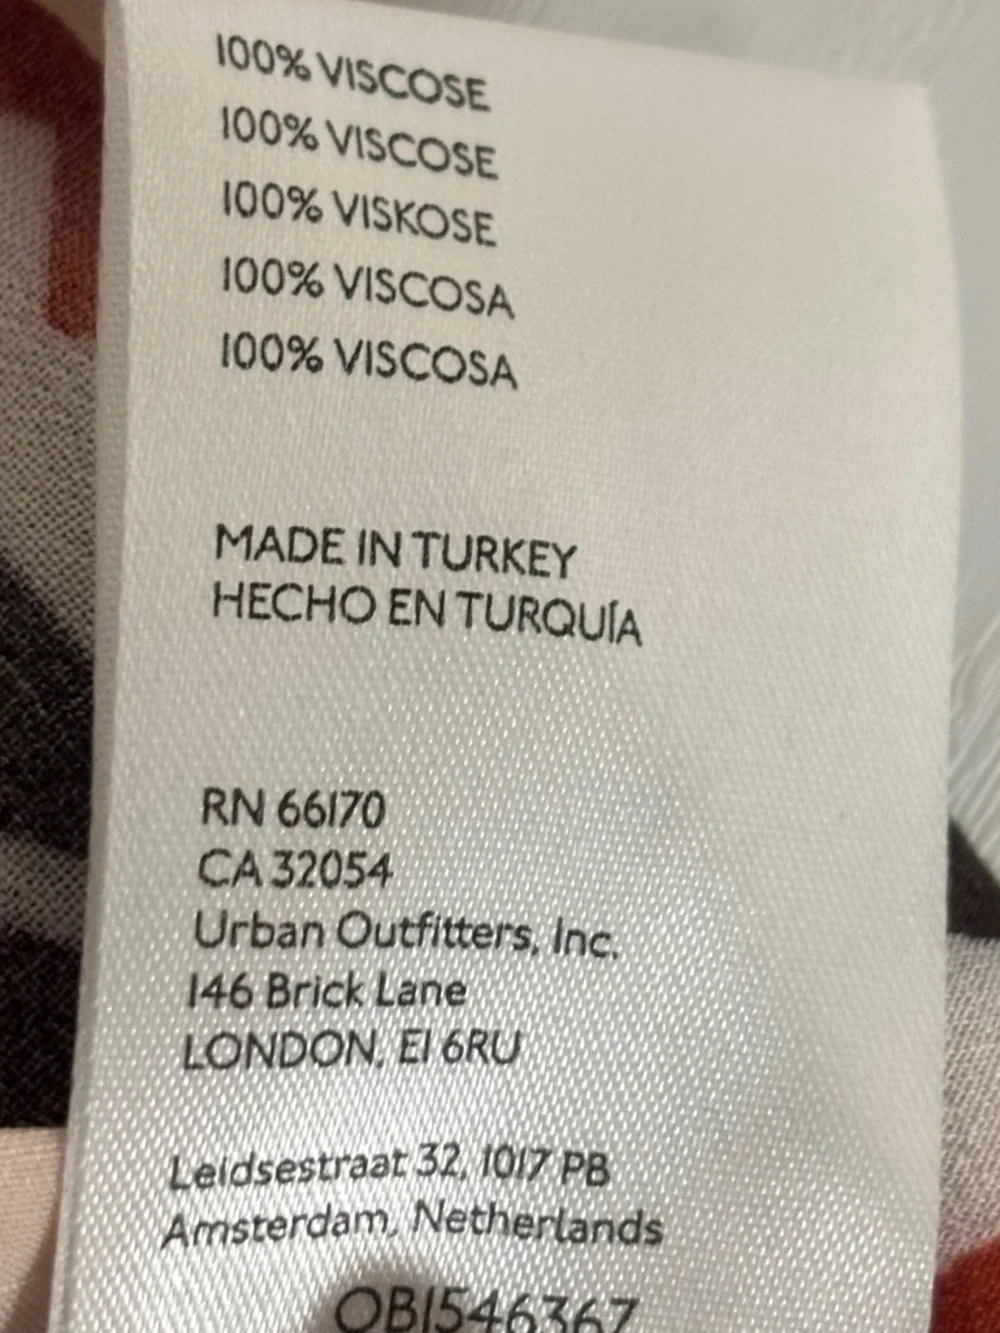 100% VISCOSE
100% VISCOSE
100% VISKOSE
100% VISCOSA
100% VISCOSA
MADE IN TURKEY
HECHO EN TURQUÍA
RN 66170
CA 32054
Urban Outfitters, Inc.
146 Brick Lane
LONDON, E1 6RU
Leidsestraat 32, 1017 PB
Amsterdam, Netherlands
OB1546367